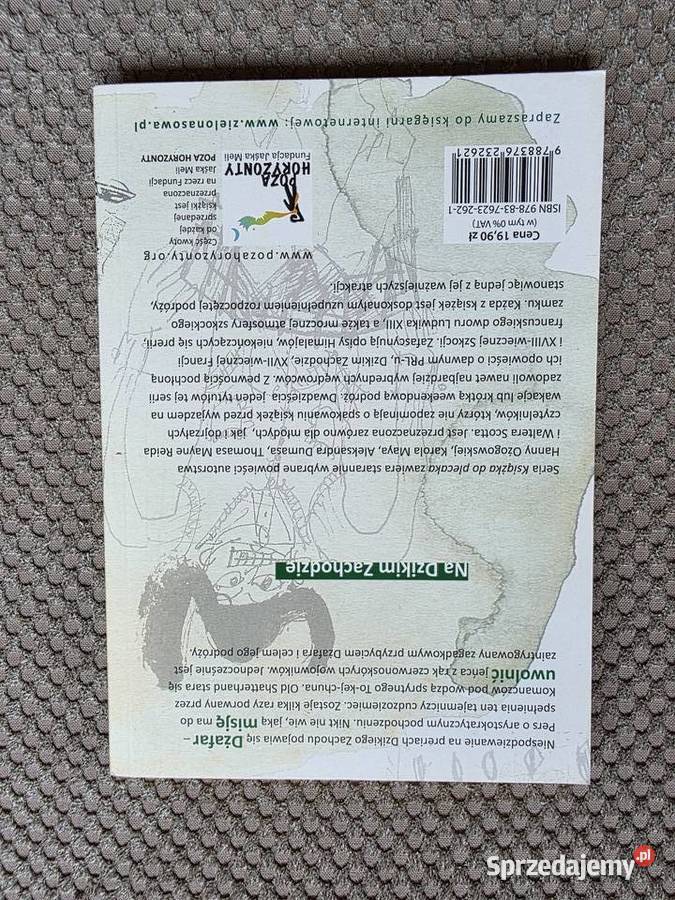 Niespodziewanie na preriach Dzikiego Zachodu pojawia się Dżafar –
Pers o arystokratycznym pochodzeniu. Nikt nie wie, jaką misję ma do
spełnienia ten tajemniczy cudzoziemiec. Zostaje kilka razy porwany przez
Komanczów pod wodzą sprytnego To-kej-chuna. Old Shatterhand stara się
uwolnić jeńca z rąk czerwonoskórych wojowników. Jednocześnie jest
zaintrygowany zagadkowym przybyciem Dżafara i celem jego podróży.
Na Dzikim Zachodzie
Seria Książka do plecaka zawiera starannie wybrane powieści autorstwa
Hanny Ożogowskiej, Karola Maya, Aleksandra Dumasa, Thomasa Mayne Reida
i Waltera Scotta. Jest przeznaczona zarówno dla młodych, jak i dojrzałych
czytelników, którzy nie zapominają o spakowaniu książek przed wyjazdem na
wakacje lub krótką weekendową podróż. Dwadzieścia jeden tytułów tej serii
zadowoli nawet najbardziej wybrednych wędrowców. Z pewnością pochłoną
ich opowieści o dawnym PRL-u, Dzikim Zachodzie, XVII-wiecznej Francji
i XVIII-wiecznej Szkocji. Zafascynują opisy Himalajów, niekończących się prerii,
francuskiego dworu Ludwika XIII, a także mrocznej atmosfery szkockiego
zamku. Każda z książek jest doskonałym uzupełnieniem rozpoczętej podróży,
stanowiąc jedną z jej ważniejszych atrakcji.
www.pozahoryzonty.org
Cena 19,90 zł
(w tym 0% VAT)
ISBN 978-83-7623-262-1
9 788376 232621
POZA
HORYZONTY
Fundacja Jaśka Meli
Część kwoty
od każdej
sprzedanej
książki jest
przeznaczona
na rzecz Fundacji
Jaśka Meli
POZA HORYZONTY
Zapraszamy do księgarni internetowej: www.zielonasowa.pl
Sprzedajemy.pl